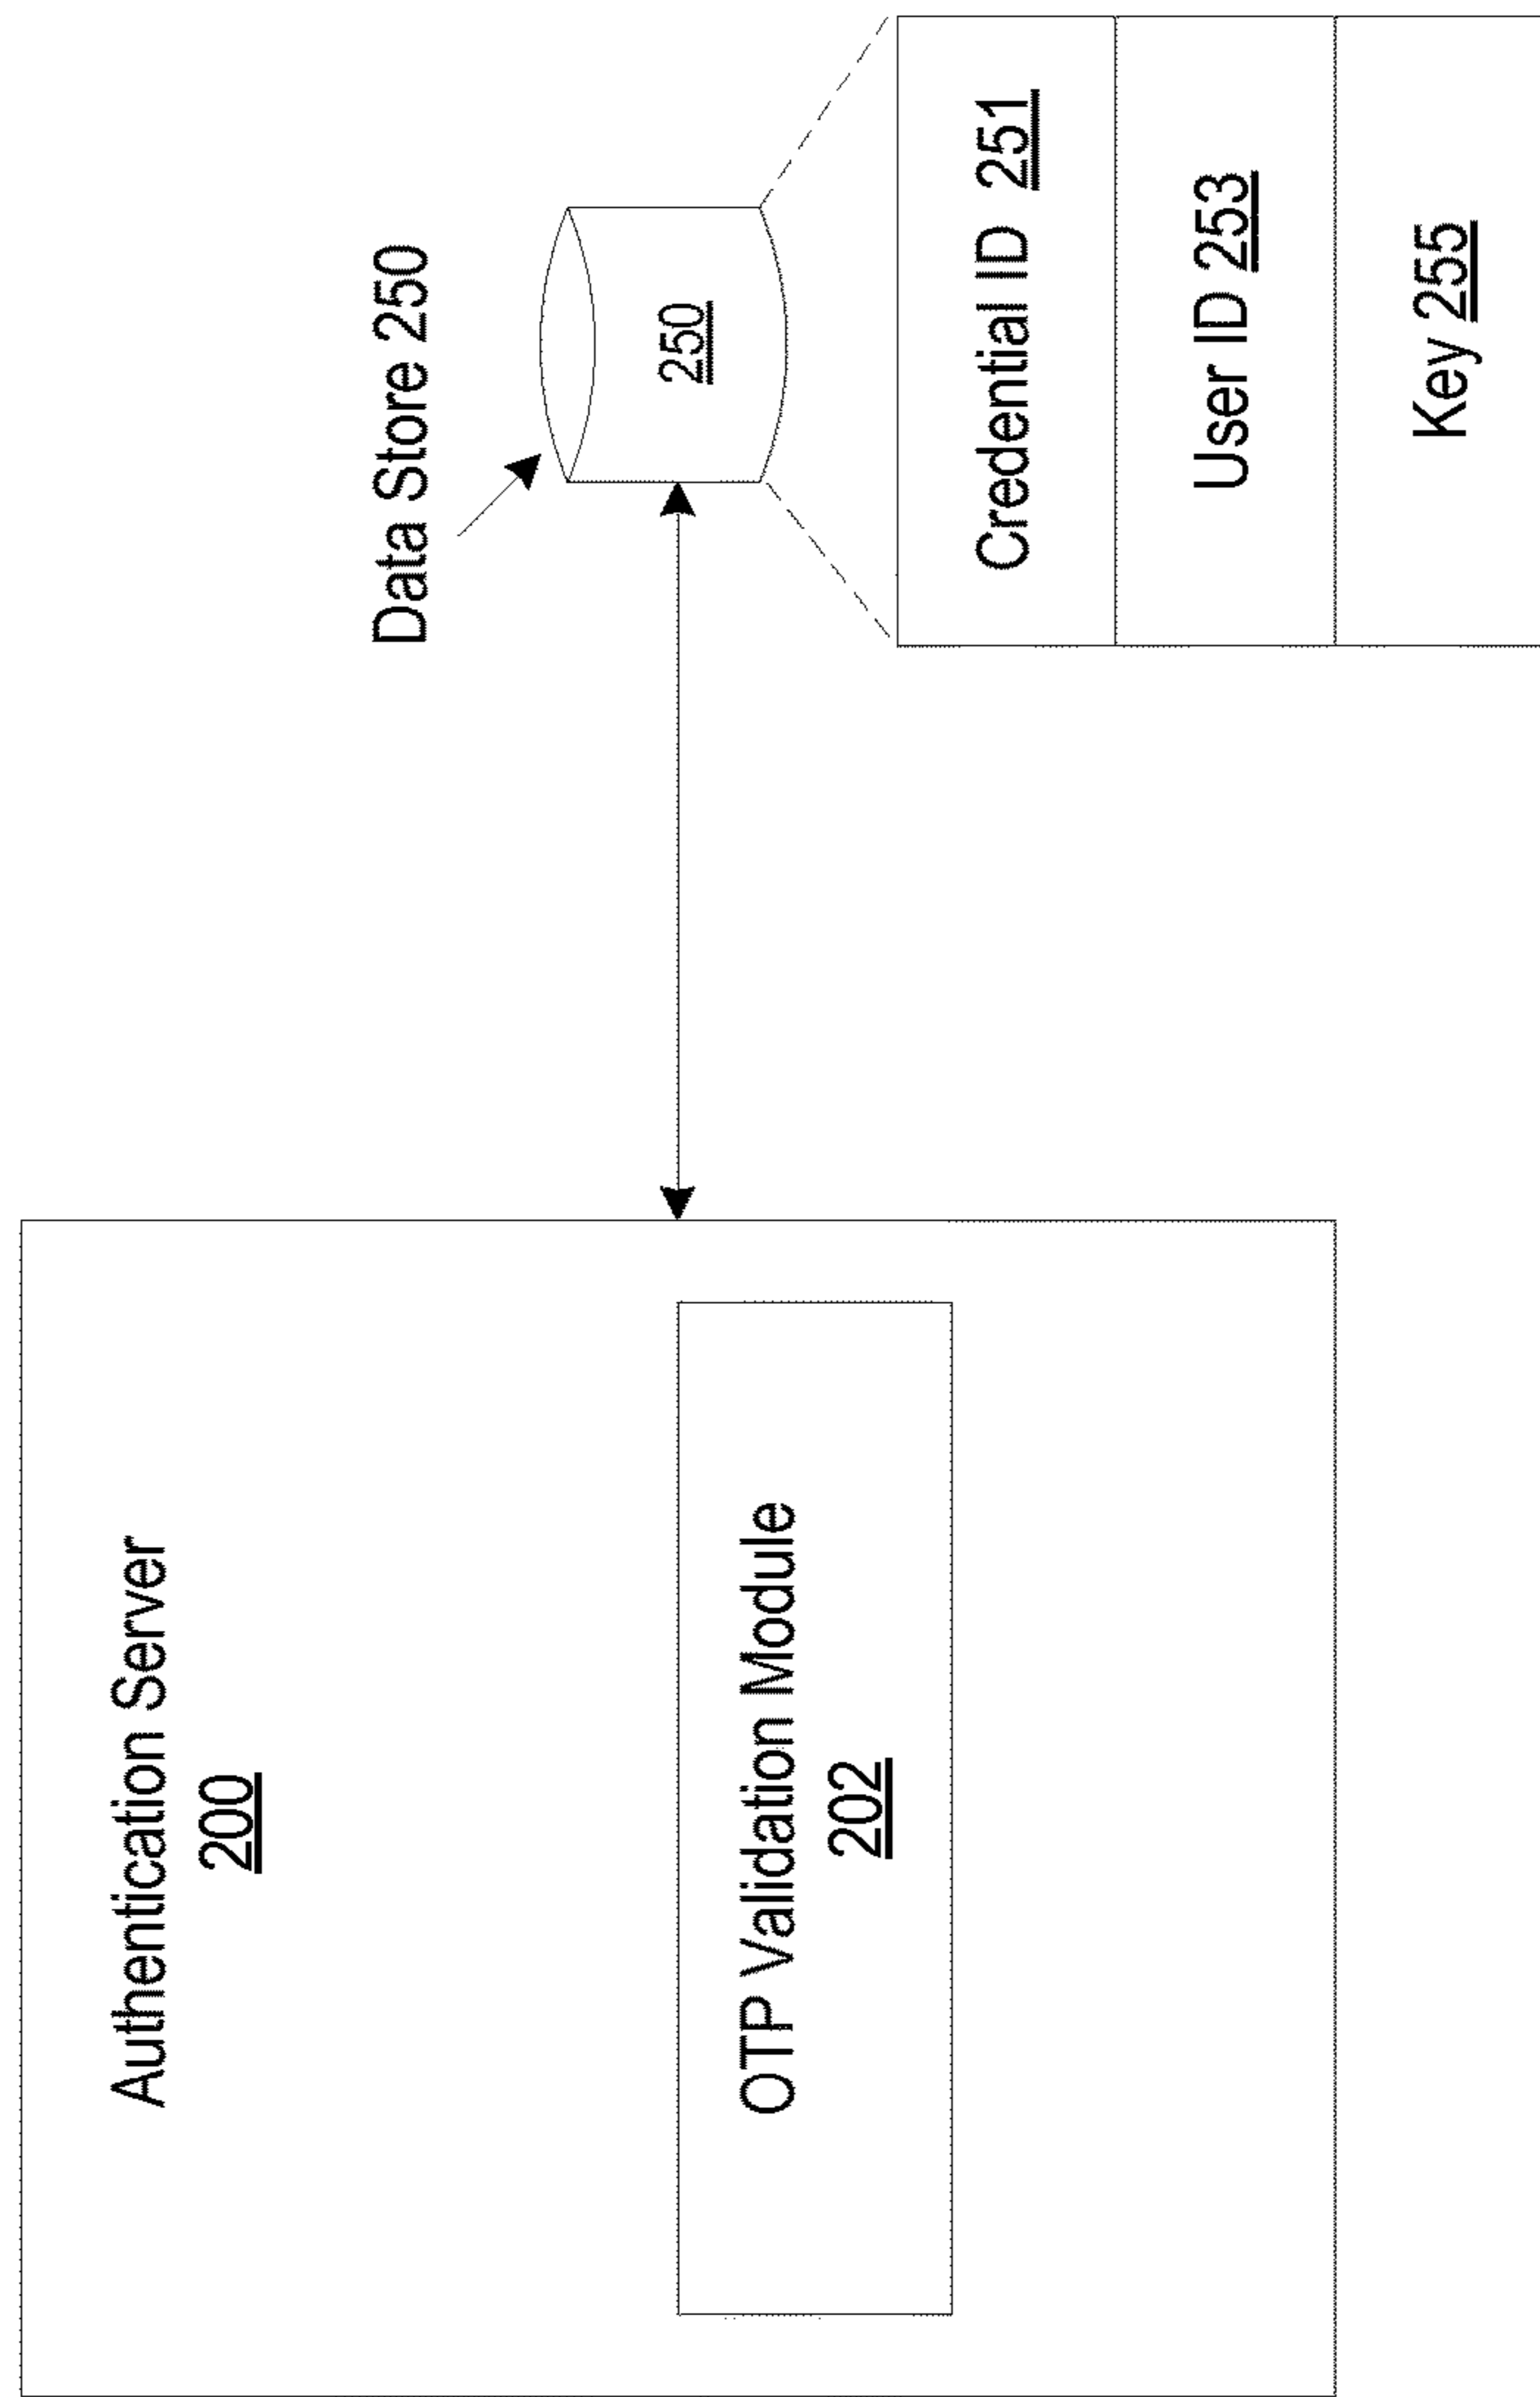 Authentication Server
200
OTP Validation Module
202
Data Store 250
250
Credential ID 251
User ID 253
Key 255